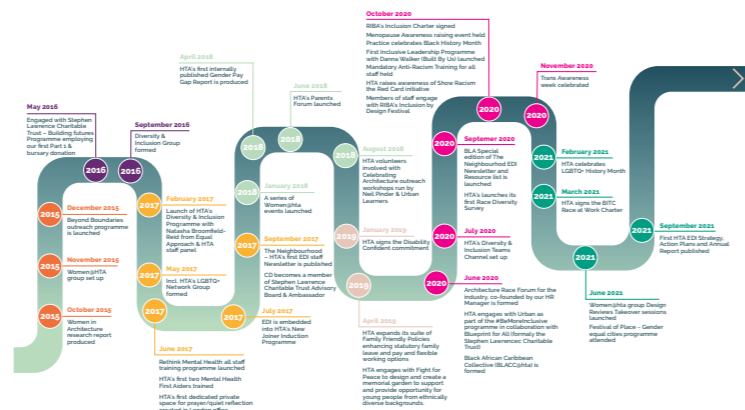 October 2015
Women in
Architecture
research report
produced
2015
November 2015
Women@HTA
group set up
2015
December 2015
Beyond Boundaries
outreach programme
is launched
2015
May 2016
Engaged with Stephen
Lawrence Charitable
Trust – Building futures
Programme employing
our first Part 1 &
bursary donation
2016
September 2016
Diversity &
Inclusion Group
formed
2016
February 2017
Launch of HTA's
Diversity & Inclusion
Programme with
Natasha Broomfield-
Reid from Equal
Approach & HTA
staff panel
2017
May 2017
Incl. HTA's LGBTQ+
Network Group
formed
2017
2017
June 2017
Rethink Mental Health all staff
training programme launched
HTA's first two Mental Health
First Aiders trained
HTA's first dedicated private
space for prayer/quiet reflection
created in London office
2017
July 2017
EDI is embedded
into HTA's New
Joiner Induction
Programme
2017
September 2017
The Neighbourhood
– HTA's first EDI staff
Newsletter is published
CD becomes a member
of Stephen Lawrence
Charitable Trust Advisory
Board & Ambassador
2018
January 2018
A series of
Women@hta
events launched
April 2018
HTA's first internally
published Gender Pay
Gap Report is produced
2018
June 2018
HTA's Parents
Forum launched
2018
2018
August 2018
HTA volunteers
involved with
Celebrating
Architecture outreach
workshops run by
Neil Pinder & Urban
Learners
2019
January 2019
HTA signs the Disability
Confident commitment
2019
April 2019
HTA expands its suite of
Family Friendly Policies
enhancing statutory family
leave and pay and flexible
working options
HTA engages with Fight for
Peace to design and create a
memorial garden to support
and provide opportunity for
young people from ethnically
diverse backgrounds.
2020
June 2020
Architecture Race Forum for the
industry, co-founded by our HR
Manager is formed
HTA engages with Urban as
part of the #BeMoreInclusive
programme in collaboration with
Blueprint for All (formaly the
Stephen Lawrencec Charitable
Trust)
Black African Caribbean
Collective (BLACC@hta) is
formed
2020
July 2020
HTA's Diversity &
Inclusion Teams
Channel set up
2020
Septemer 2020
BLA Special
edition of The
Neighbourhod EDI
Newsletter and
Resource list is
launched
HTA's launches its
first Race Diversity
Survey
October 2020
RIBA's Inclusion Charter signed
Menopause Awareness raising event held
Practice celebrates Black History Month
First Inclusive Leadership Programme
with Danna Walker (Built By Us) launched
Mandatory Anti-Racism Training for all
staff held
HTA raises awareness of Show Racism
the Red Card initiative
Members of staff engage
with RIBA's Inclusion by
Design Festival
2020
November 2020
Trans Awareness
week celebrated
2020
2021
February 2021
HTA celebrates
LGBTQ+ History Month
2021
March 2021
HTA signs the BITC
Race at Work Charter
2021
June 2021
Women@hta group Design
Reviews Takeover sessions
launched
Festival of Place – Gender
equal cities programme
attended
2021
September 2021
First HTA EDI Strategy,
Action Plans and Annual
Report published